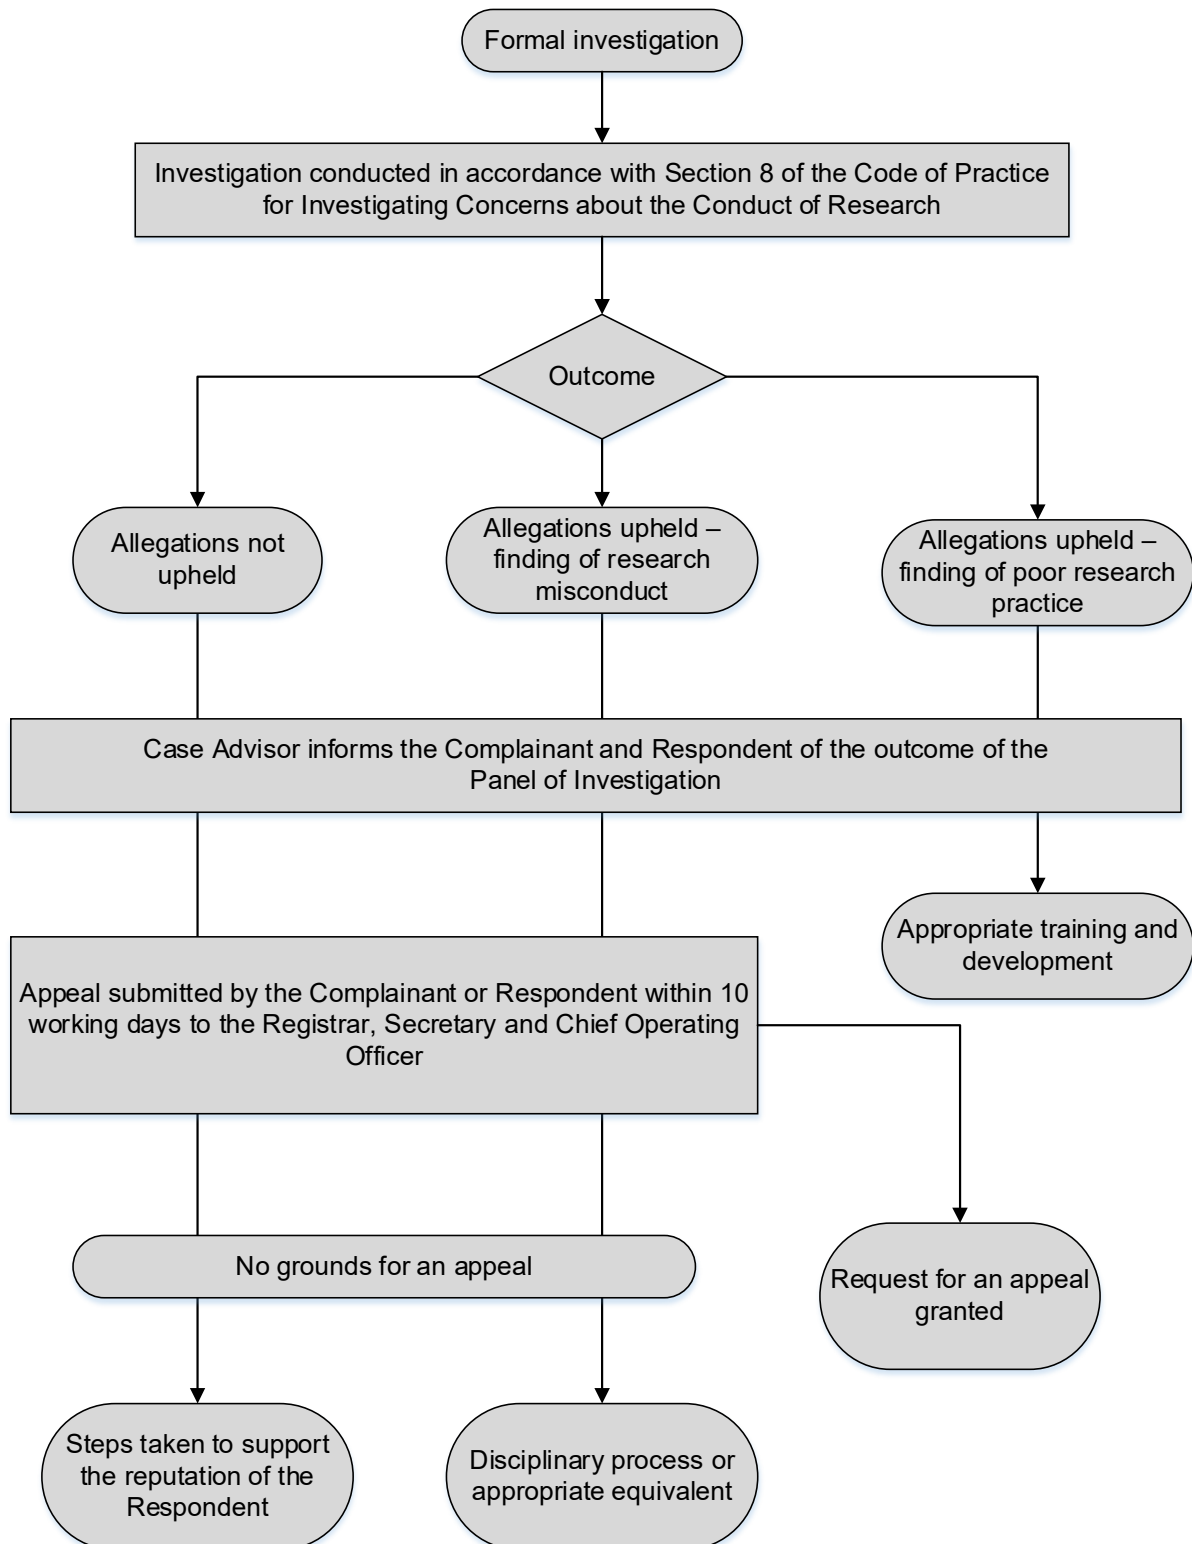 Formal investigation
Investigation conducted in accordance with Section 8 of the Code of Practice
for Investigating Concerns about the Conduct of Research
Outcome
Allegations not
upheld
Allegations upheld –
finding of research
misconduct
Allegations upheld –
finding of poor research
practice
Case Advisor informs the Complainant and Respondent of the outcome of the
Panel of Investigation
Appropriate training and
development
Appeal submitted by the Complainant or Respondent within 10
working days to the Registrar, Secretary and Chief Operating
Officer
No grounds for an appeal
Request for an appeal
granted
Steps taken to support
the reputation of the
Respondent
Disciplinary process or
appropriate equivalent